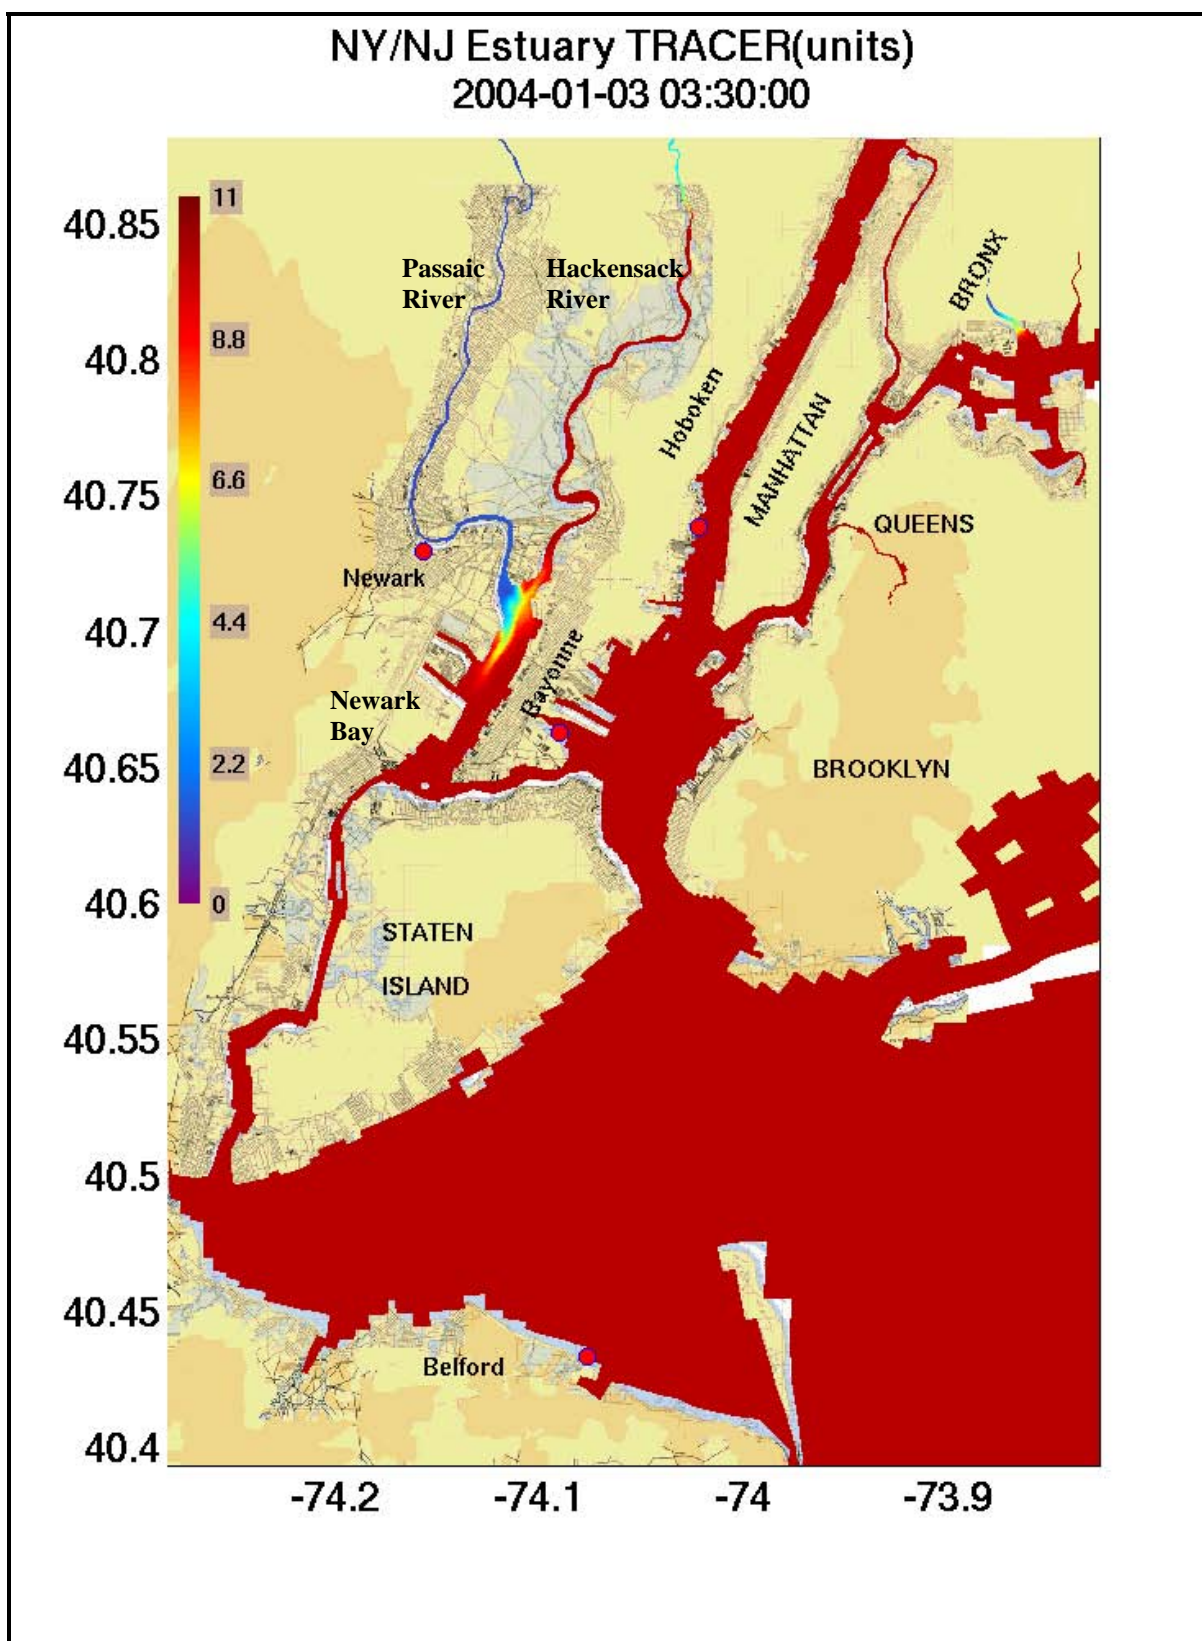 NY/NJ Estuary TRACER(units)
2004-01-03 03:30:00
11
8.8
6.6
4.4
2.2
0
40.85
40.8
40.75
40.7
40.65
40.6
40.55
40.5
40.45
40.4
Passaic
River
Hackensack
River
BRONX
Hoboken
MANHATTAN
QUEENS
Newark
Bayonne
Newark
Bay
BROOKLYN
STATEN
ISLAND
Belford
-74.2
-74.1
-74
-73.9